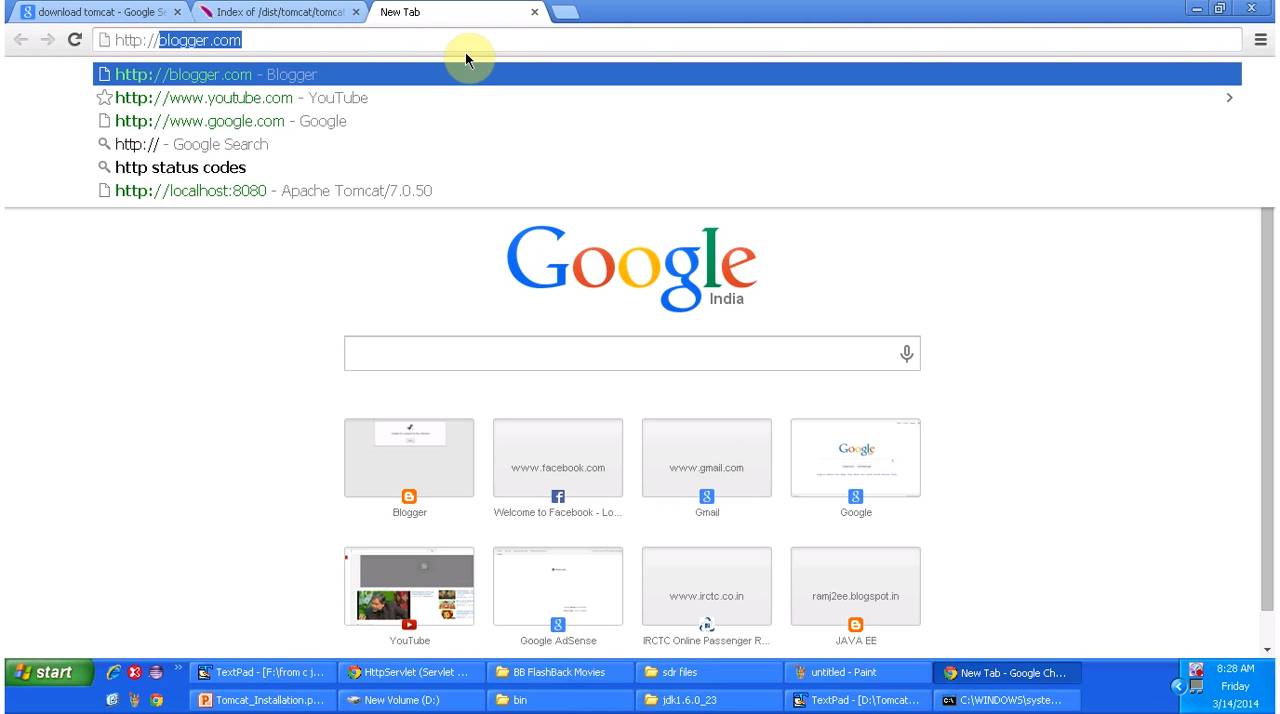 download tomcat - Google Se
Index of /dist/tomcat/tomcat
New Tab
http://blogger.com
http://blogger.com - Blogger
http://www.youtube.com - YouTube
http://www.google.com - Google
http:// - Google Search
http status codes
http://localhost:8080 - Apache Tomcat/7.0.50
Google
India
www.facebook.com
www.gmail.com
Google
Blogger
Welcome to Facebook - Lo...
Gmail
Google
www.irctc.co.in
ramj2ee.blogspot.in
YouTube
Google AdSense
IRCTC Online Passenger R...
JAVA EE
start
TextPad - [F:\from c j...
HttpServlet (Servlet ...
BB FlashBack Movies
sdr files
untitled - Paint
New Tab - Google Ch...
8:28 AM
Tomcat_Installation.p...
New Volume (D:)
bin
jdk1.6.0_23
TextPad - [D:\Tomcat...
C:\WINDOWS\syste...
Friday
3/14/2014